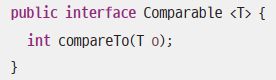 public interface Comparable <T> {
int compareTo(T o);
}